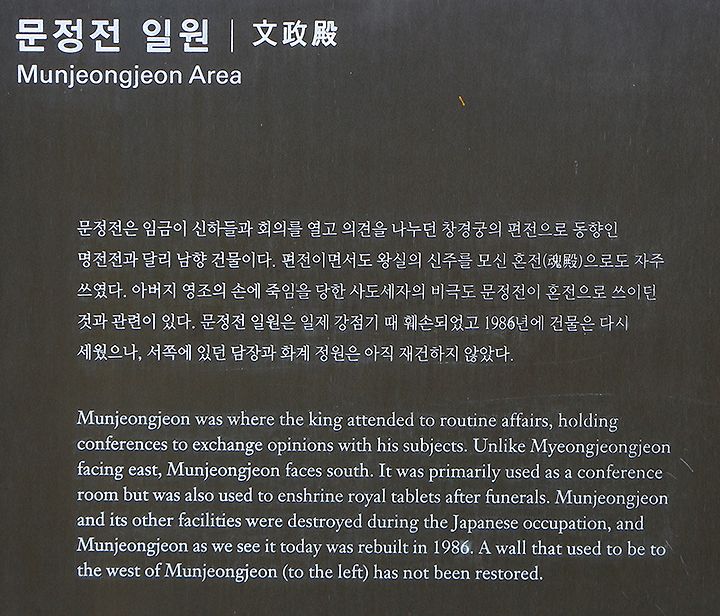 문정전 일원 | 文政殿
Munjeongjeon Area
문정전은 임금이 신하들과 회의를 열고 의견을 나누던 창경궁의 편전으로 동향인
명전전과 달리 남향 건물이다. 편전이면서도 왕실의 신주를 모신 혼전(魂殿)으로도 자주
쓰였다. 아버지 영조의 손에 죽임을 당한 사도세자의 비극도 문정전이 혼전으로 쓰이던
것과 관련이 있다. 문정전 일원은 일제 강점기 때 훼손되었고 1986년에 건물은 다시
세웠으나, 서쪽에 있던 담장과 화계 정원은 아직 재건하지 않았다.
Munjeongjeon was where the king attended to routine affairs, holding
conferences to exchange opinions with his subjects. Unlike Myeongjeongjeon
facing east, Munjeongjeon faces south. It was primarily used as a conference
room but was also used to enshrine royal tablets after funerals. Munjeongjeon
and its other facilities were destroyed during the Japanese occupation, and
Munjeongjeon as we see it today was rebuilt in 1986. A wall that used to be to
the west of Munjeongjeon (to the left) has not been restored.